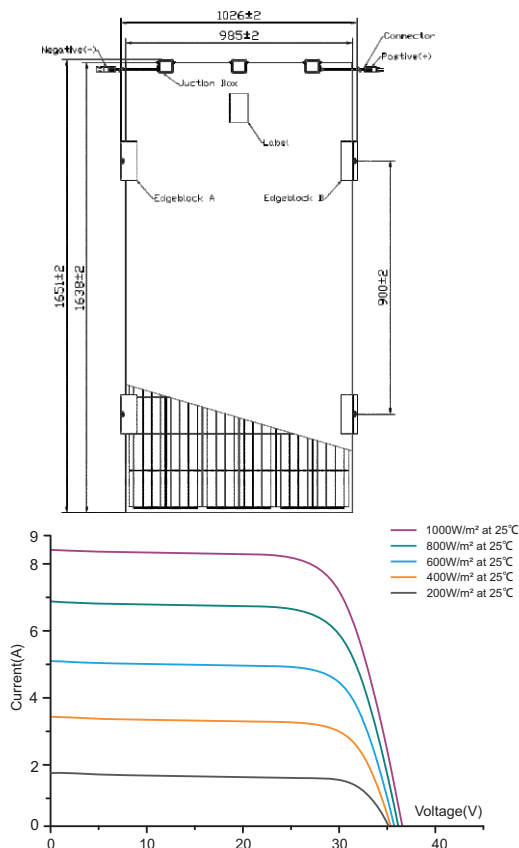 1026±2
985±2
Negative(-)
Connector
Postive(+)
Juction Box
Label
Edgeblock A
Edgeblock B
1651±2
1638±2
900±2
1000W/m² at 25℃
800W/m² at 25℃
600W/m² at 25℃
400W/m² at 25℃
200W/m² at 25℃
9
8
6
4
2
0
Current(A)
Voltage(V)
0
10
20
30
40